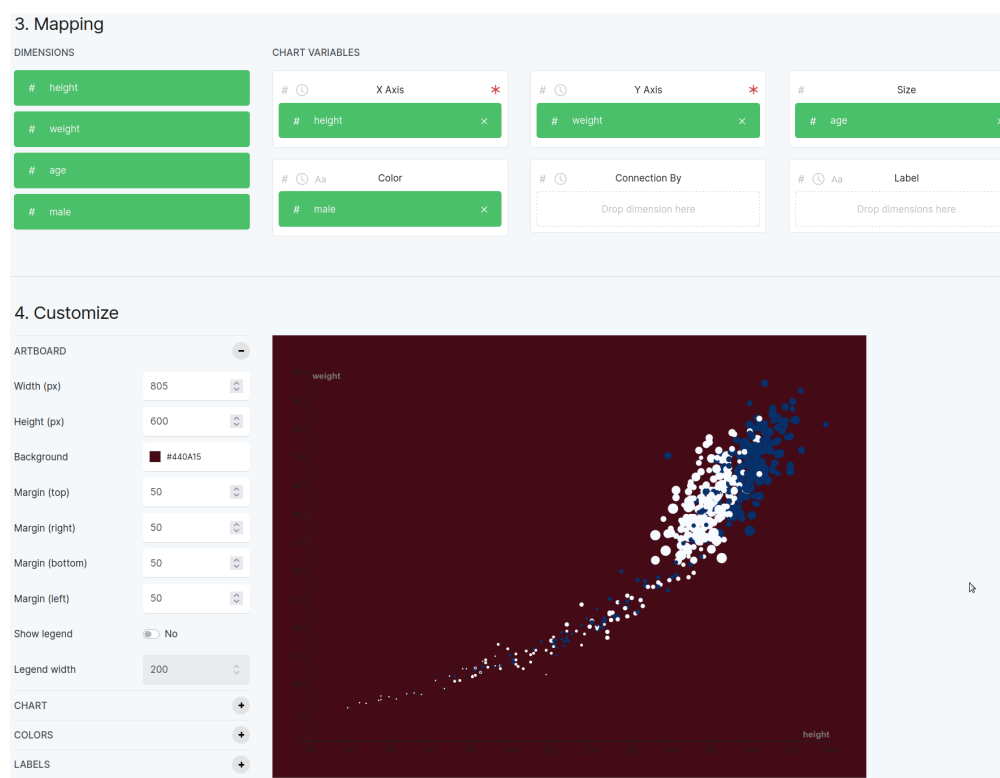 3. Mapping
DIMENSIONS
# height
# weight
# age
# male
CHART VARIABLES
# X Axis *
# height ×
# Y Axis *
# weight ×
# Size
# age ×
# Aa Color
# male ×
# Connection By
Drop dimension here
# Aa Label
Drop dimensions here
4. Customize
ARTBOARD −
Width (px) 805
Height (px) 600
Background #440A15
Margin (top) 50
Margin (right) 50
Margin (bottom) 50
Margin (left) 50
Show legend No
Legend width 200
CHART +
COLORS +
LABELS +
weight
height